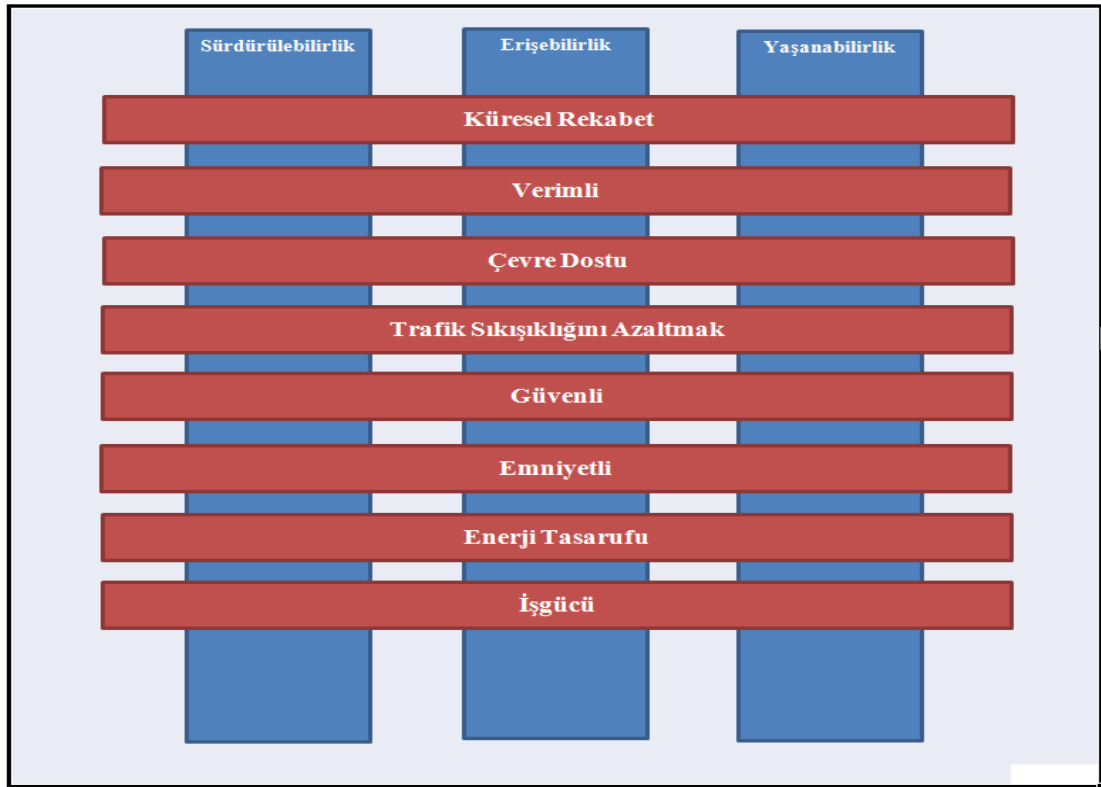 Sürdürülebilirlik
Erişebilirlik
Yaşanabilirlik
Küresel Rekabet
Verimli
Çevre Dostu
Trafik Sıkışıklığını Azaltmak
Güvenli
Emniyetli
Enerji Tasarufu
İşgücü